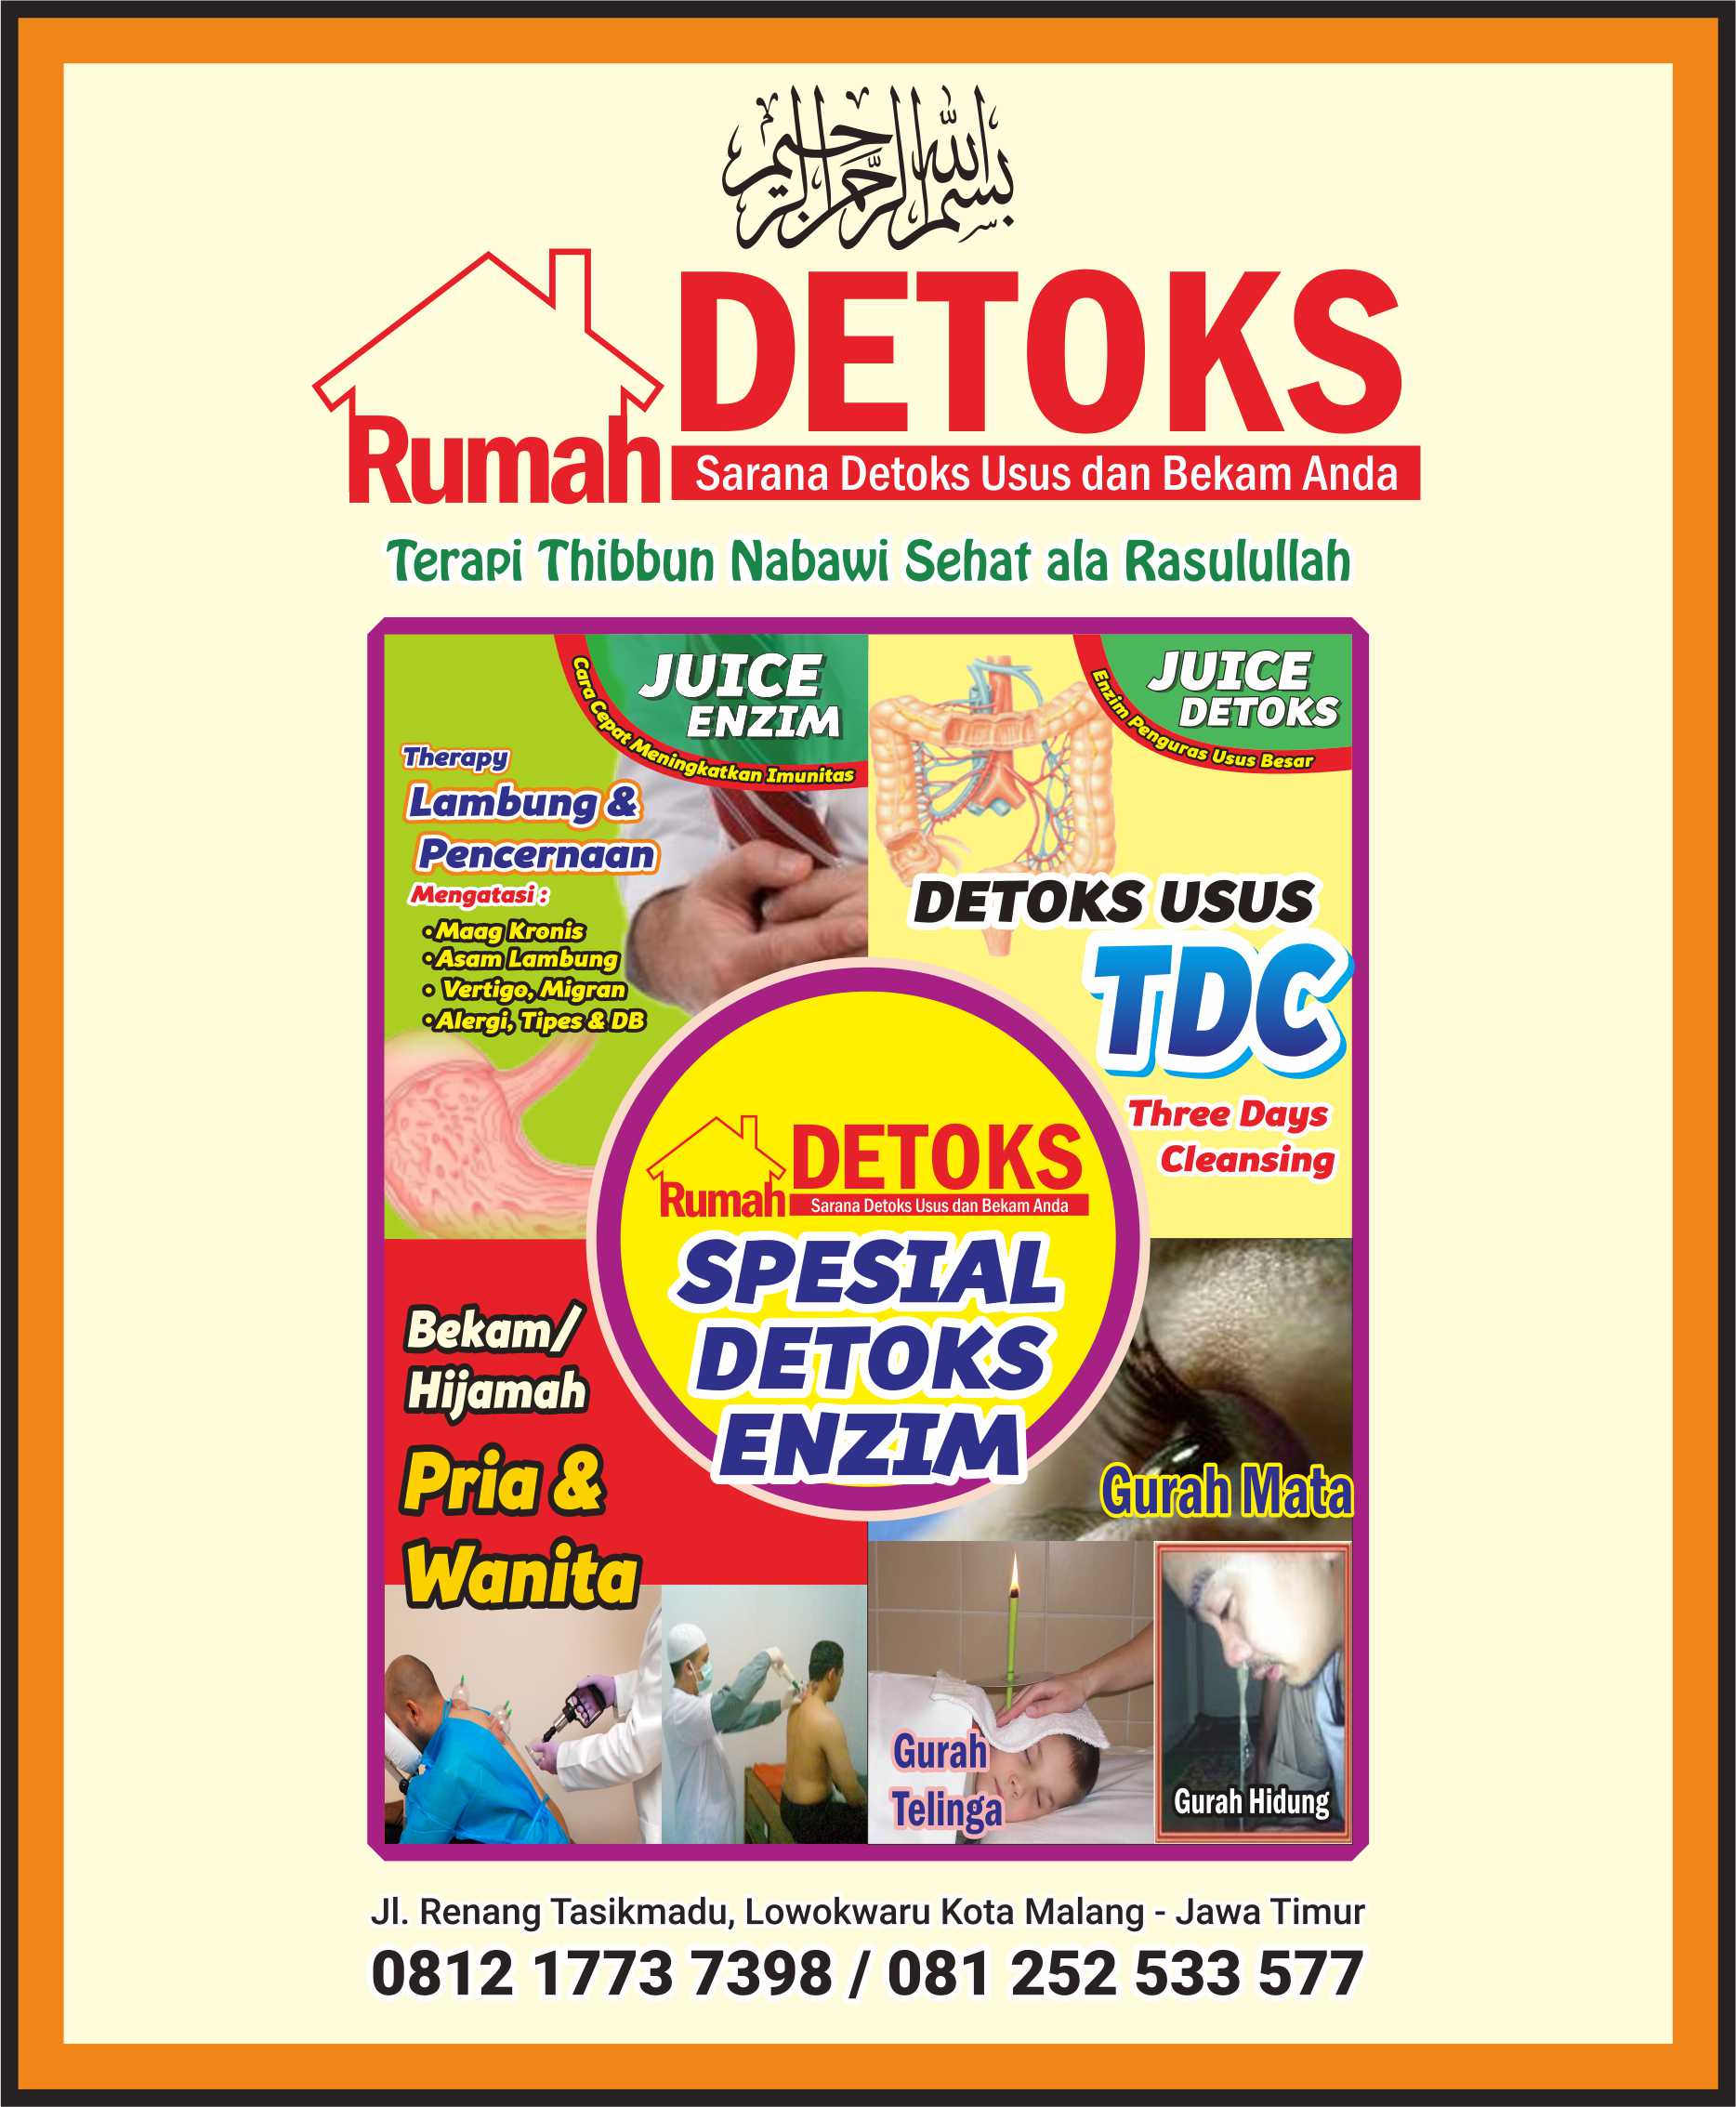 بسم الله الرحمن الرحيم
Rumah DETOKS
Sarana Detoks Usus dan Bekam Anda
Terapi Thibbun Nabawi Sehat ala Rasulullah
JUICE
ENZIM
Cara Cepat Meningkatkan Imunitas
Therapy
Lambung &
Pencernaan
Mengatasi :
• Maag Kronis
• Asam Lambung
• Vertigo, Migran
• Alergi, Tipes & DB
JUICE
DETOKS
Enzim Penguras Usus Besar
DETOKS USUS
TDC
Three Days
Cleansing
Rumah DETOKS
Sarana Detoks Usus dan Bekam Anda
SPESIAL
DETOKS
ENZIM
Bekam/
Hijamah
Pria &
Wanita
Gurah Mata
Gurah
Telinga
Gurah Hidung
Jl. Renang Tasikmadu, Lowokwaru Kota Malang - Jawa Timur
0812 1773 7398 / 081 252 533 577